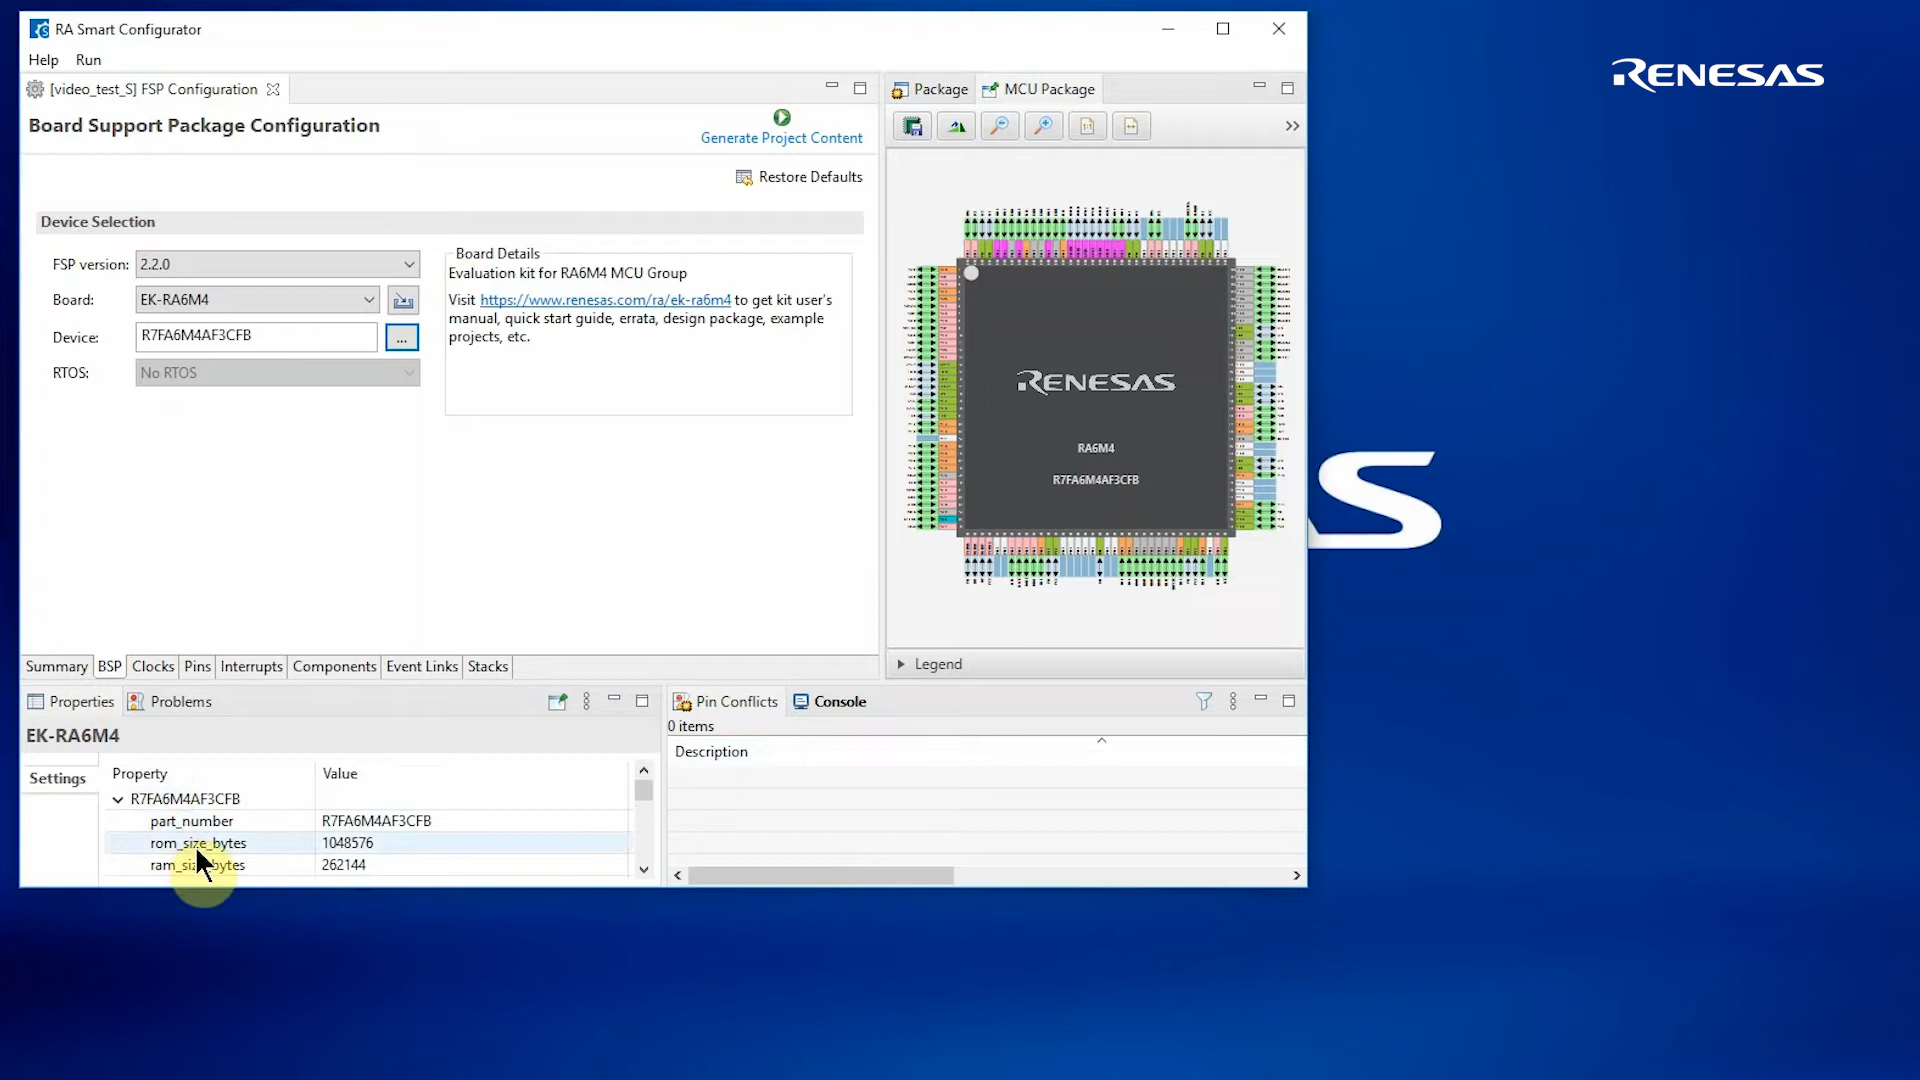 RA Smart Configurator
Help Run
[video_test_S] FSP Configuration
Board Support Package Configuration
Generate Project Content
Restore Defaults
Device Selection
FSP version: 2.2.0
Board: EK-RA6M4
Device: R7FA6M4AF3CFB ...
RTOS: No RTOS
Board Details
Evaluation kit for RA6M4 MCU Group
Visit https://www.renesas.com/ra/ek-ra6m4 to get kit user's
manual, quick start guide, errata, design package, example
projects, etc.
Summary BSP Clocks Pins Interrupts Components Event Links Stacks
Package MCU Package
RENESAS
RA6M4
R7FA6M4AF3CFB
Legend
Properties Problems
EK-RA6M4
Settings
Property Value
R7FA6M4AF3CFB
part_number R7FA6M4AF3CFB
rom_size_bytes 1048576
ram_size_bytes 262144
Pin Conflicts Console
0 items
Description
RENESAS
S